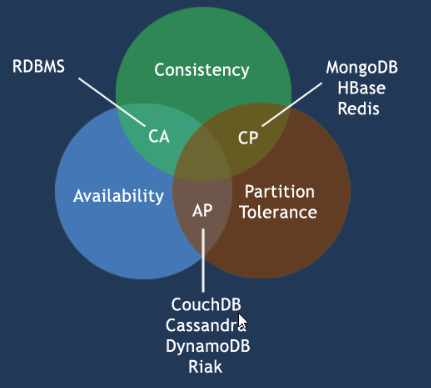 RDBMS
Consistency
MongoDB
HBase
Redis
CA
CP
Availability
Partition
Tolerance
AP
CouchDB
Cassandra
DynamoDB
Riak